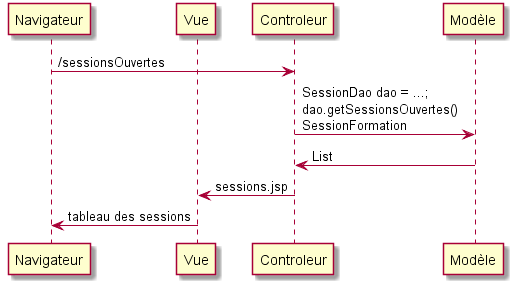 Navigateur Vue Controleur Modèle
/sessionsOuvertes
SessionDao dao = ...;
dao.getSessionsOuvertes()
SessionFormation
List
sessions.jsp
tableau des sessions
Navigateur Vue Controleur Modèle